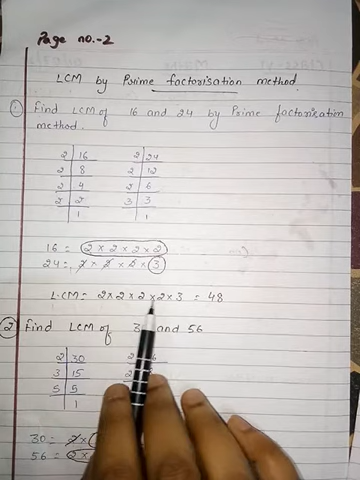 Page no.-2
LCM by Prime factorisation method.
① Find LCM of 16 and 24 by Prime factorization
method.
2 | 16    2 | 24
2 | 8    2 | 12
2 | 4    2 | 6
2 | 2    3 | 3
1    1
16 = 2 × 2 × 2 × 2
24 = 2 × 2 × 2 × 3
L.CM = 2 × 2 × 2 × 2 × 3 = 48
② Find LCM of and 56
2 | 30
3 | 15
5 | 5
1
30 = 2 ×
56 = 2 ×